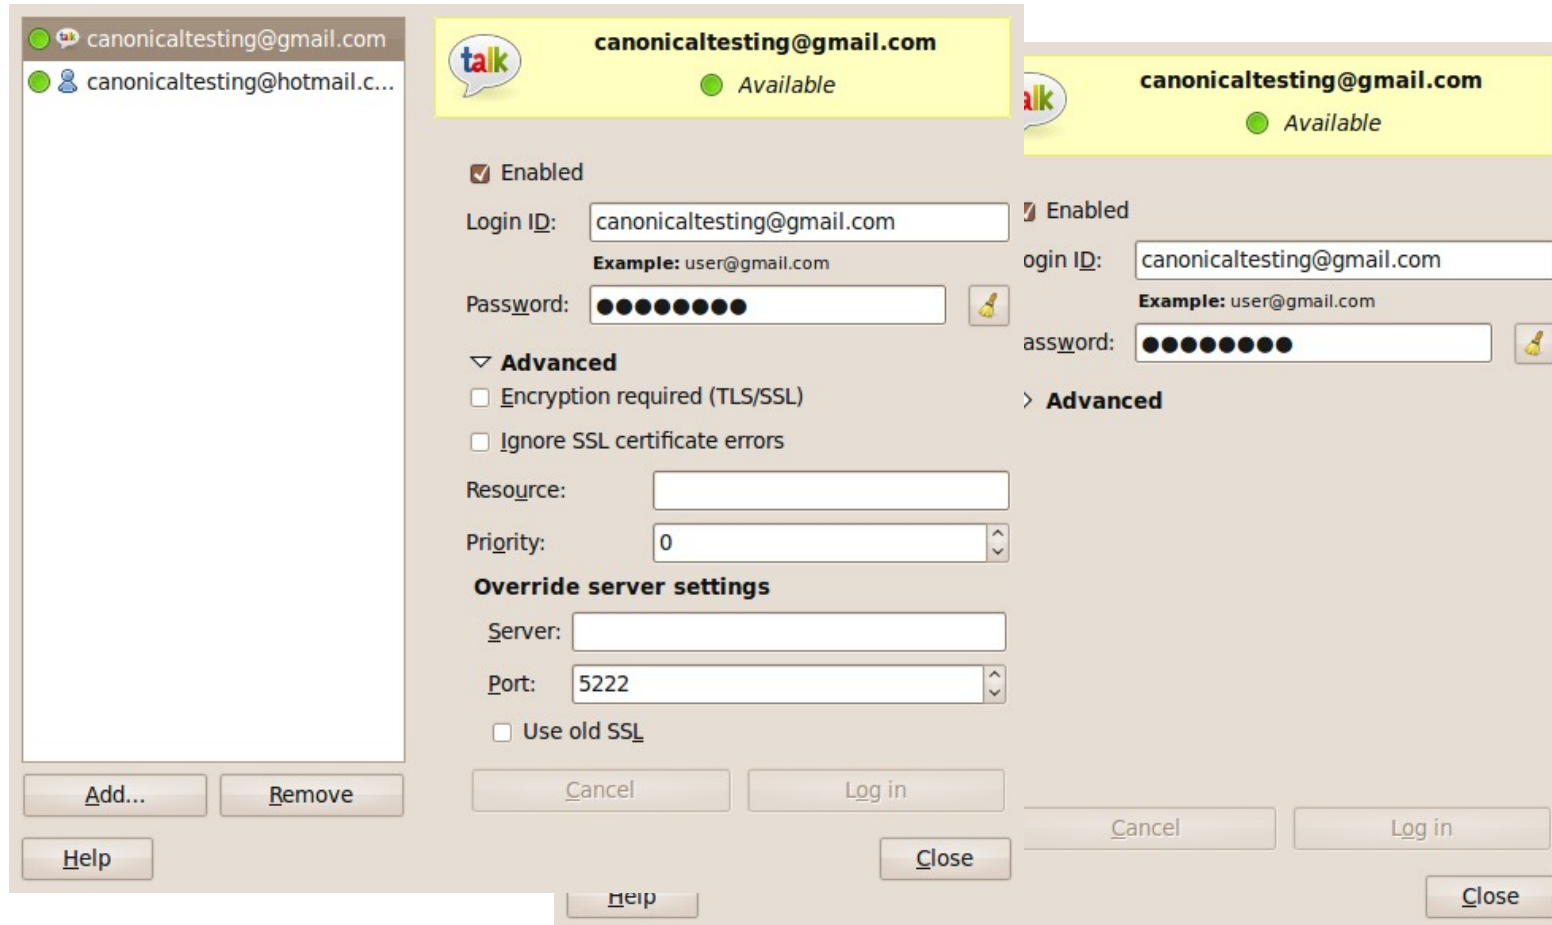 canonicaltesting@gmail.com
canonicaltesting@hotmail.c...
Add...
Remove
Help
talk
canonicaltesting@gmail.com
Available
Enabled
Login ID:
canonicaltesting@gmail.com
Example: user@gmail.com
Password:
●●●●●●●●
Advanced
Encryption required (TLS/SSL)
Ignore SSL certificate errors
Resource:
Priority:
0
Override server settings
Server:
Port:
5222
Use old SSL
Cancel
Log in
Close
alk
canonicaltesting@gmail.com
Available
Enabled
ogin ID:
canonicaltesting@gmail.com
Example: user@gmail.com
assword:
●●●●●●●●
Advanced
Cancel
Log in
Help
Close